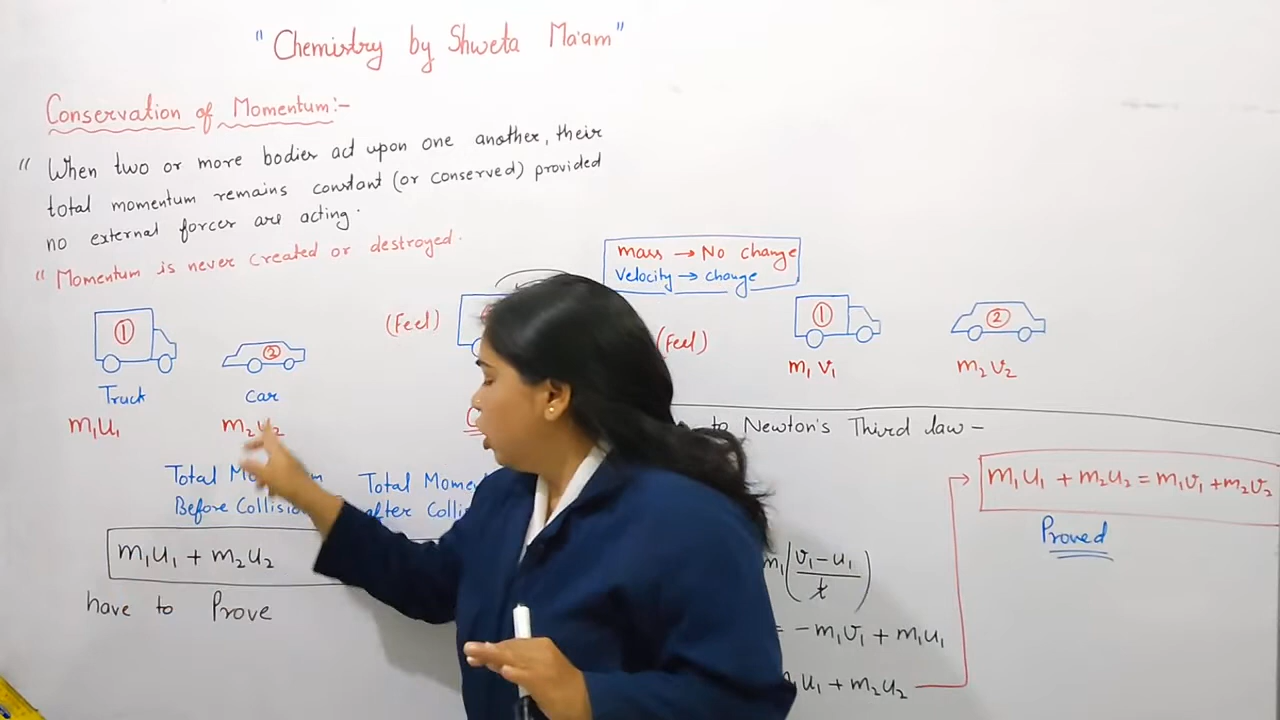 "Chemistry by Shweta Ma'am"
Conservation of Momentum:-
" When two or more bodies act upon one another, their
total momentum remains constant (or conserved) provided
no external forces are acting.
" Momentum is never created or destroyed.
mass → No change
Velocity → change
①
Truck
m₁u₁
②
Car
m₂u₂
(Feel)
(Feel)
①
m₁v₁
②
m₂v₂
Total
Before Collision
Total
after
m₁u₁ + m₂u₂
have to Prove
to Newton's Third law -
m₁(v₁-u₁/t)
= -m₁v₁ + m₁u₁
u₁ + m₂u₂
→ m₁u₁ + m₂u₂ = m₁v₁ + m₂v₂
Proved